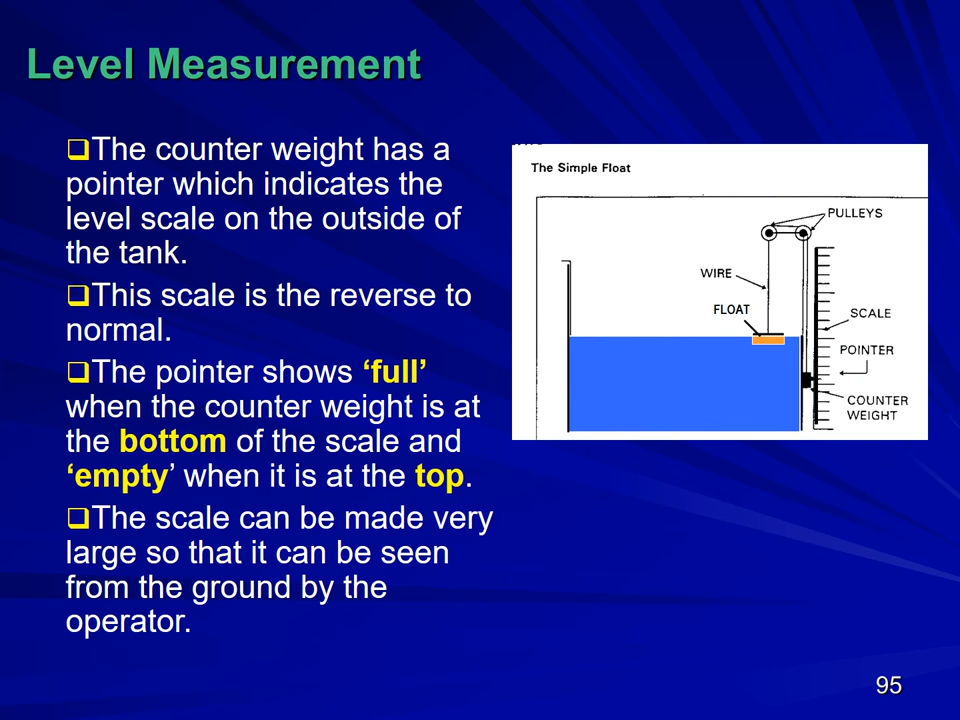 Level Measurement
The counter weight has a
pointer which indicates the
level scale on the outside of
the tank.
This scale is the reverse to
normal.
The pointer shows ‘full’
when the counter weight is at
the bottom of the scale and
‘empty’ when it is at the top.
The scale can be made very
large so that it can be seen
from the ground by the
operator.
The Simple Float
PULLEYS
WIRE
FLOAT
SCALE
POINTER
COUNTER
WEIGHT
95